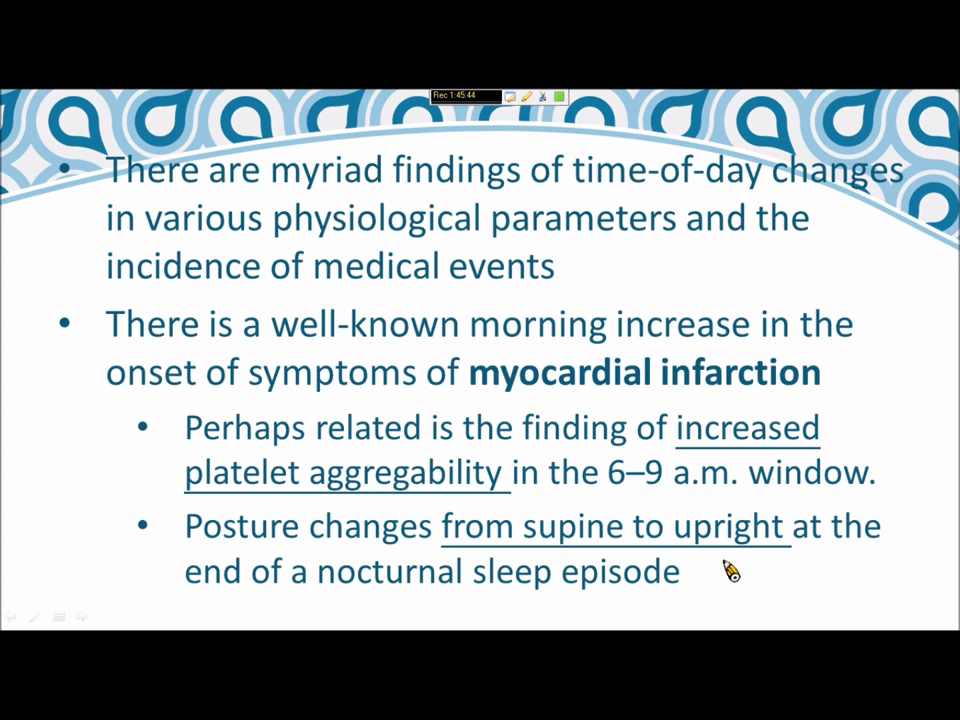 Rec 1:45:44
• There are myriad findings of time-of-day changes
in various physiological parameters and the
incidence of medical events
• There is a well-known morning increase in the
onset of symptoms of myocardial infarction
• Perhaps related is the finding of increased
platelet aggregability in the 6–9 a.m. window.
• Posture changes from supine to upright at the
end of a nocturnal sleep episode